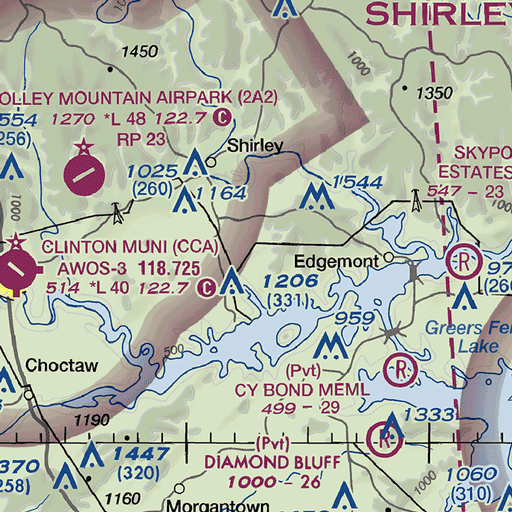 SHIRLEY
1450
1000
1350
OLLEY MOUNTAIN AIRPARK (2A2)
1270 *L 48 122.7 C
RP 23
554
256)
Shirley
1025
(260)
1164
1544
SKYPO
ESTATES
547 - 23
1000
100
CLINTON MUNI (CCA)
AWOS-3 118.725
514 *L 40 122.7 C
Edgemont
R
97
(260
1206
(331)
959
Greers Fer
Lake
500
Choctaw
(Pvt)
CY BOND MEML
499 - 29
R
1190
1333
R
(Pvt)
DIAMOND BLUFF
1000 - 26
1447
(320)
370
258)
1160
Morgantown
1000
1060
(310)